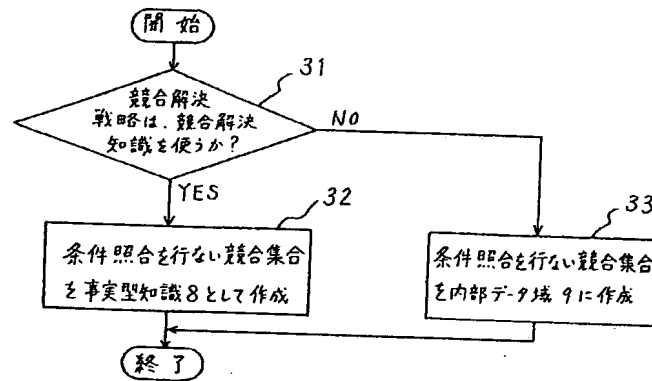 開始
31
競合解決
戦略は、競合解決
知識を使うか?
NO
YES
32
条件照合を行ない競合集合
を事実型知識8として作成
33
条件照合を行ない競合集合
を内部データ域9に作成
終了